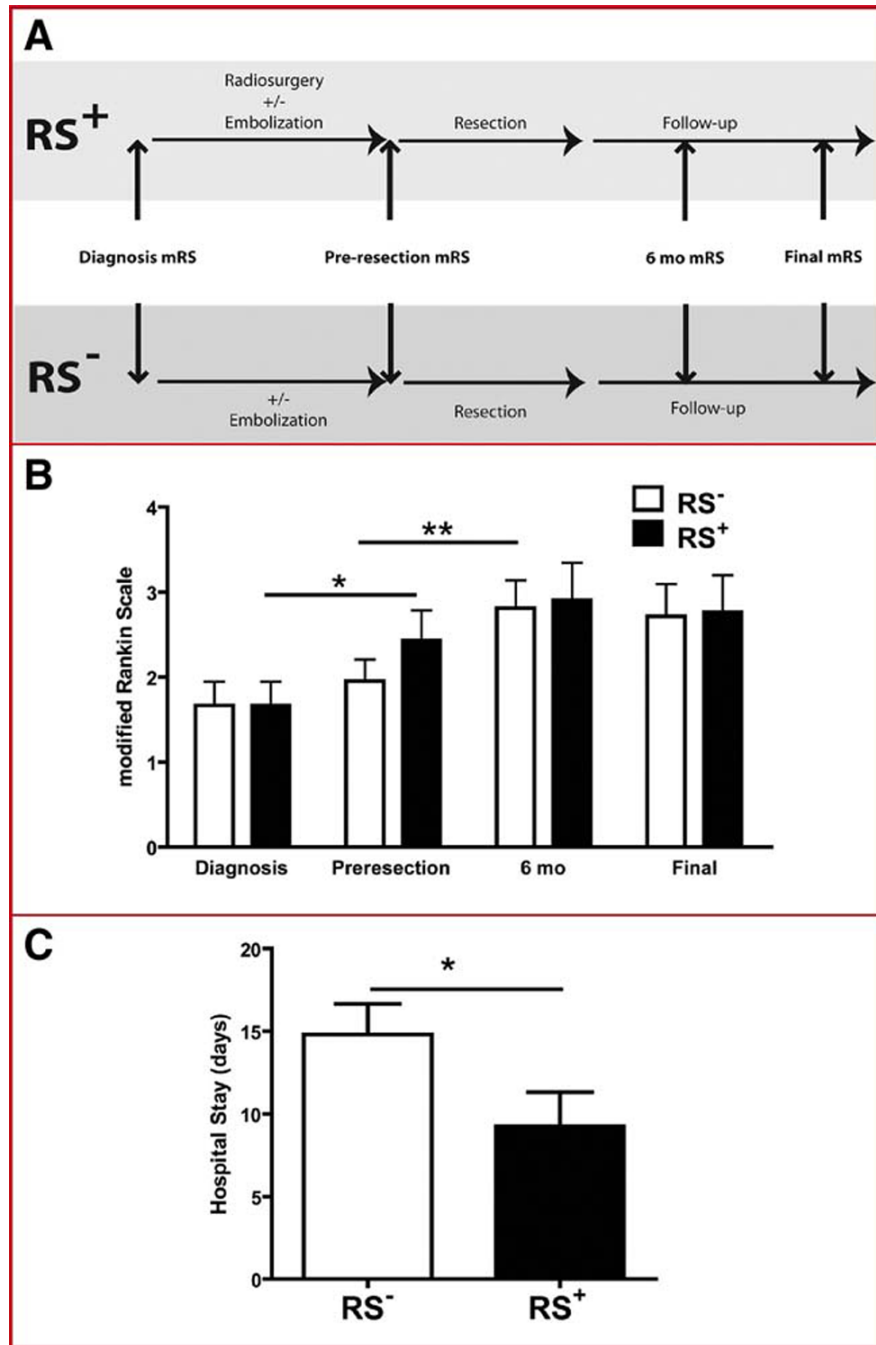 A
Radiosurgery
+/-
Embolization
RS+
Resection
Follow-up
Diagnosis mRS
Pre-resection mRS
6 mo mRS
Final mRS
RS-
+/-
Embolization
Resection
Follow-up
B
RS-
RS+
**
*
modified Rankin Scale
4
3
2
1
0
Diagnosis
Preresection
6 mo
Final
C
*
Hospital Stay (days)
20
15
10
5
0
RS-
RS+